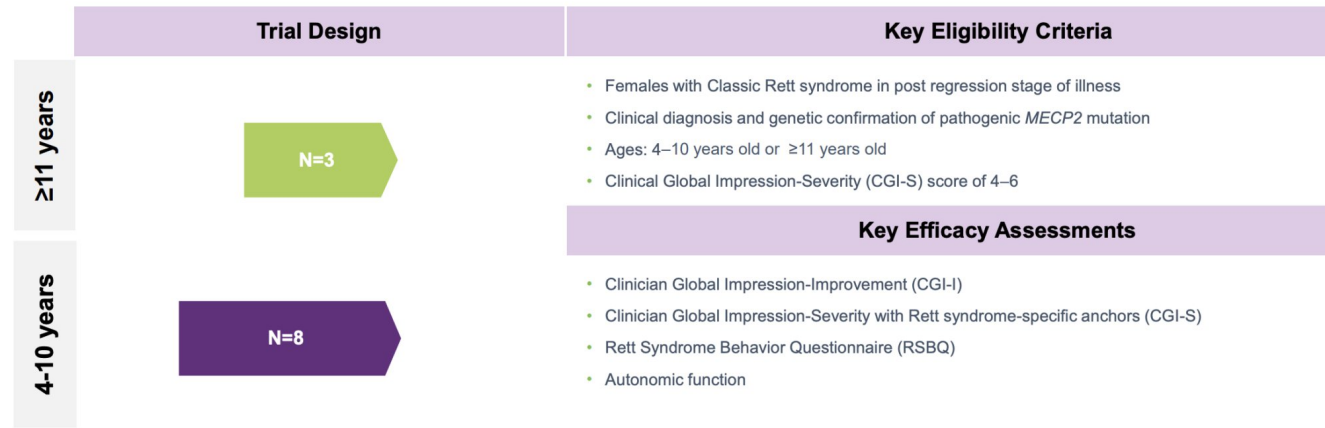 Trial Design
Key Eligibility Criteria
≥11 years
N=3
• Females with Classic Rett syndrome in post regression stage of illness
• Clinical diagnosis and genetic confirmation of pathogenic MECP2 mutation
• Ages: 4–10 years old or ≥11 years old
• Clinical Global Impression-Severity (CGI-S) score of 4–6
Key Efficacy Assessments
4-10 years
N=8
• Clinician Global Impression-Improvement (CGI-I)
• Clinician Global Impression-Severity with Rett syndrome-specific anchors (CGI-S)
• Rett Syndrome Behavior Questionnaire (RSBQ)
• Autonomic function